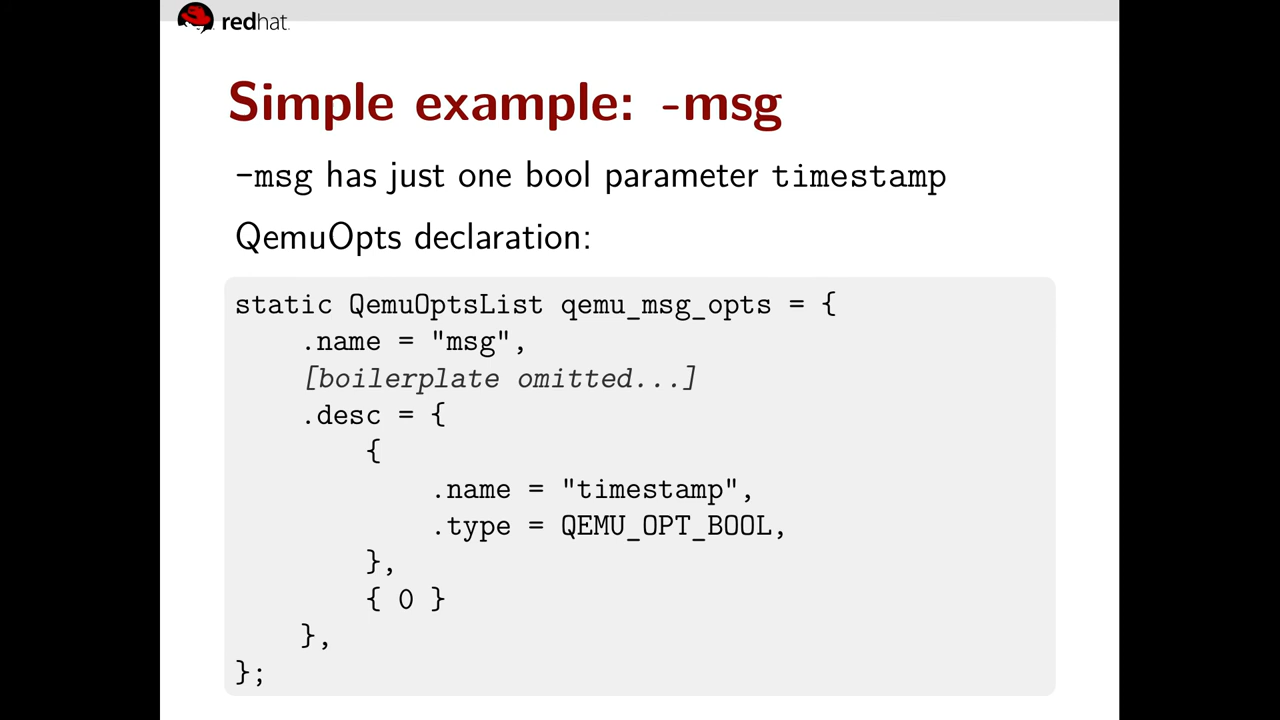 redhat.
Simple example: -msg
-msg has just one bool parameter timestamp
QemuOpts declaration:
static QemuOptsList qemu_msg_opts = {
    .name = "msg",
    [boilerplate omitted...]
    .desc = {
        {
            .name = "timestamp",
            .type = QEMU_OPT_BOOL,
        },
        { 0 }
    },
};